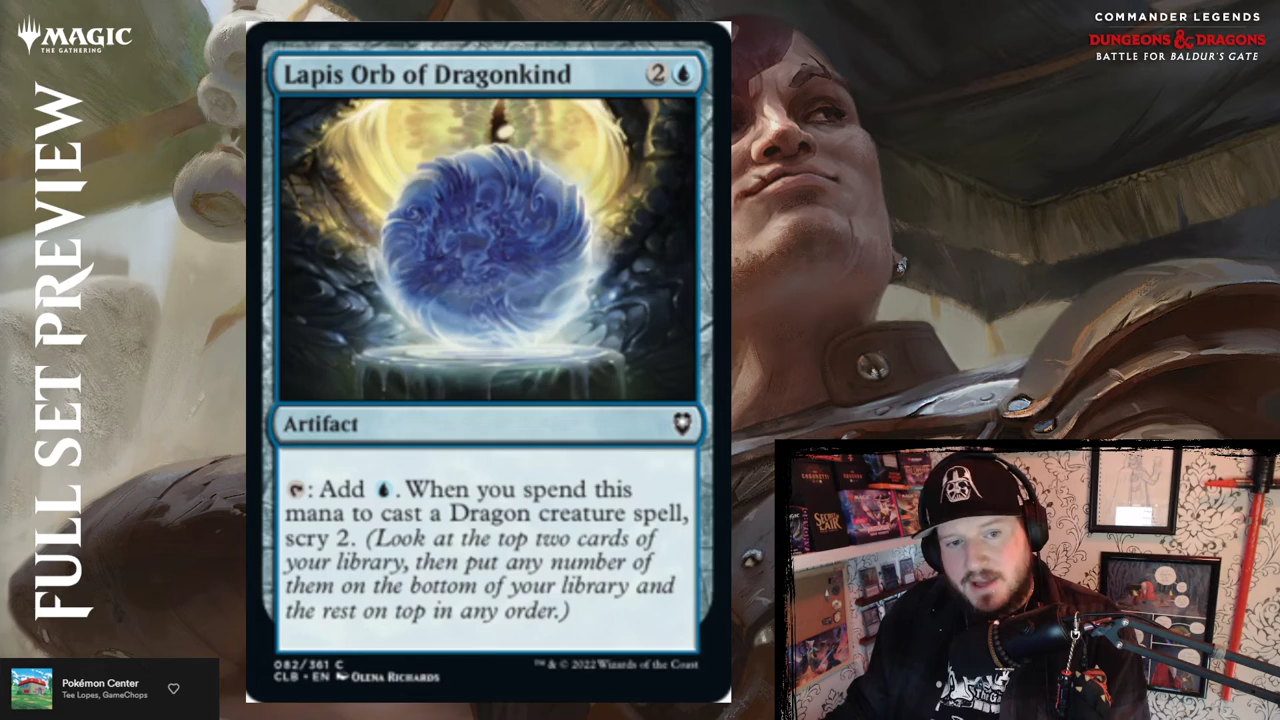 MAGIC
THE GATHERING
FULL SET PREVIEW
COMMANDER LEGENDS
DUNGEONS & DRAGONS
BATTLE FOR BALDUR'S GATE
Lapis Orb of Dragonkind 2
Artifact
: Add . When you spend this
mana to cast a Dragon creature spell,
scry 2. (Look at the top two cards of
your library, then put any number of
them on the bottom of your library and
the rest on top in any order.)
082/361 C
CLB • EN OLENA RICHARDS
™ & © 2022 Wizards of the Coast
Pokémon Center
Tee Lopes, GameChops
SECRET LAIR